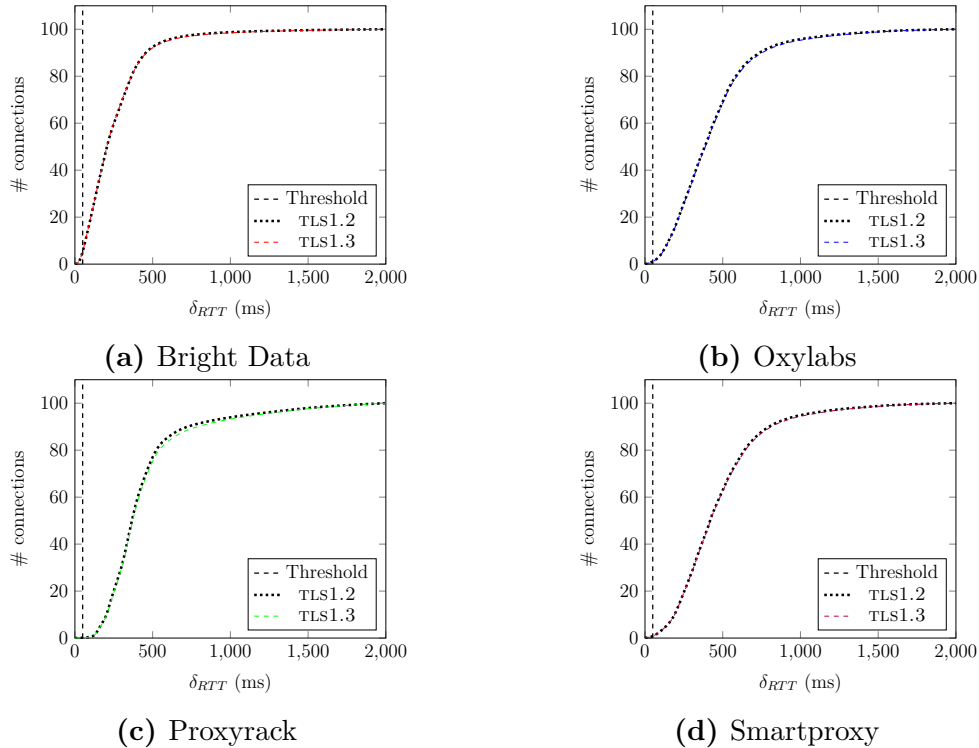 100
80
60
40
20
0
# connections
Threshold
TLS1.2
TLS1.3
0 500 1,000 1,500 2,000
δRTT (ms)
(a) Bright Data
100
80
60
40
20
0
# connections
Threshold
TLS1.2
TLS1.3
0 500 1,000 1,500 2,000
δRTT (ms)
(b) Oxylabs
100
80
60
40
20
0
# connections
Threshold
TLS1.2
TLS1.3
0 500 1,000 1,500 2,000
δRTT (ms)
(c) Proxyrack
100
80
60
40
20
0
# connections
Threshold
TLS1.2
TLS1.3
0 500 1,000 1,500 2,000
δRTT (ms)
(d) Smartproxy